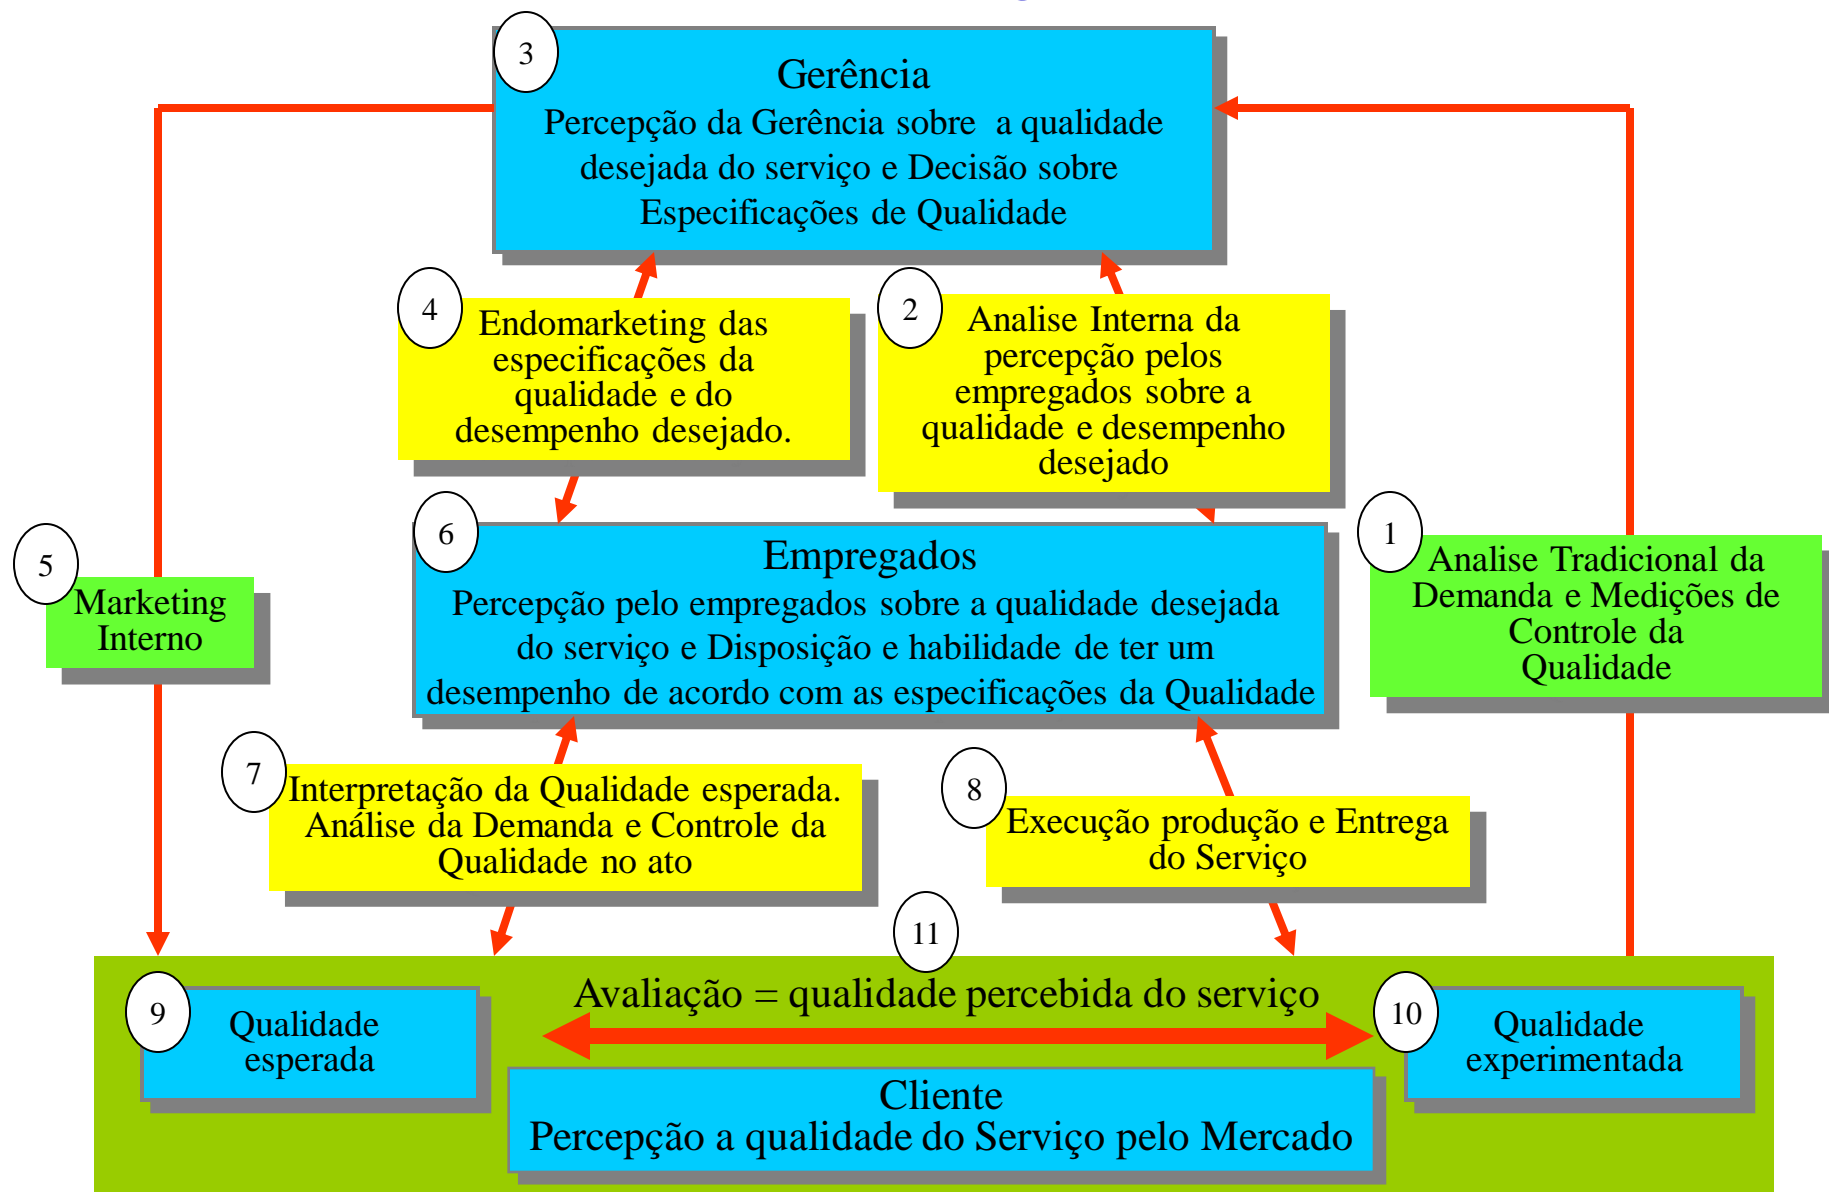 3
Gerência
Percepção da Gerência sobre a qualidade
desejada do serviço e Decisão sobre
Especificações de Qualidade
4
Endomarketing das
especificações da
qualidade e do
desempenho desejado.
2
Analise Interna da
percepção pelos
empregados sobre a
qualidade e desempenho
desejado
5
Marketing
Interno
6
Empregados
Percepção pelo empregados sobre a qualidade desejada
do serviço e Disposição e habilidade de ter um
desempenho de acordo com as especificações da Qualidade
1
Analise Tradicional da
Demanda e Medições de
Controle da
Qualidade
7
Interpretação da Qualidade esperada.
Análise da Demanda e Controle da
Qualidade no ato
8
Execução produção e Entrega
do Serviço
11
Avaliação = qualidade percebida do serviço
9
Qualidade
esperada
10
Qualidade
experimentada
Cliente
Percepção a qualidade do Serviço pelo Mercado